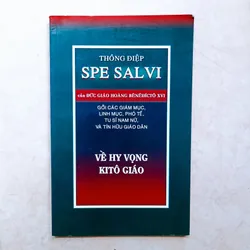 THÔNG ĐIỆP
SPE SALVI
của ĐỨC GIÁO HOÀNG BÊNÊĐICTÔ XVI
GỞI CÁC GIÁM MỤC,
LINH MỤC, PHÓ TẾ,
TU SĨ NAM NỮ,
VÀ TÍN HỮU GIÁO DÂN
VỀ HY VỌNG
KITÔ GIÁO